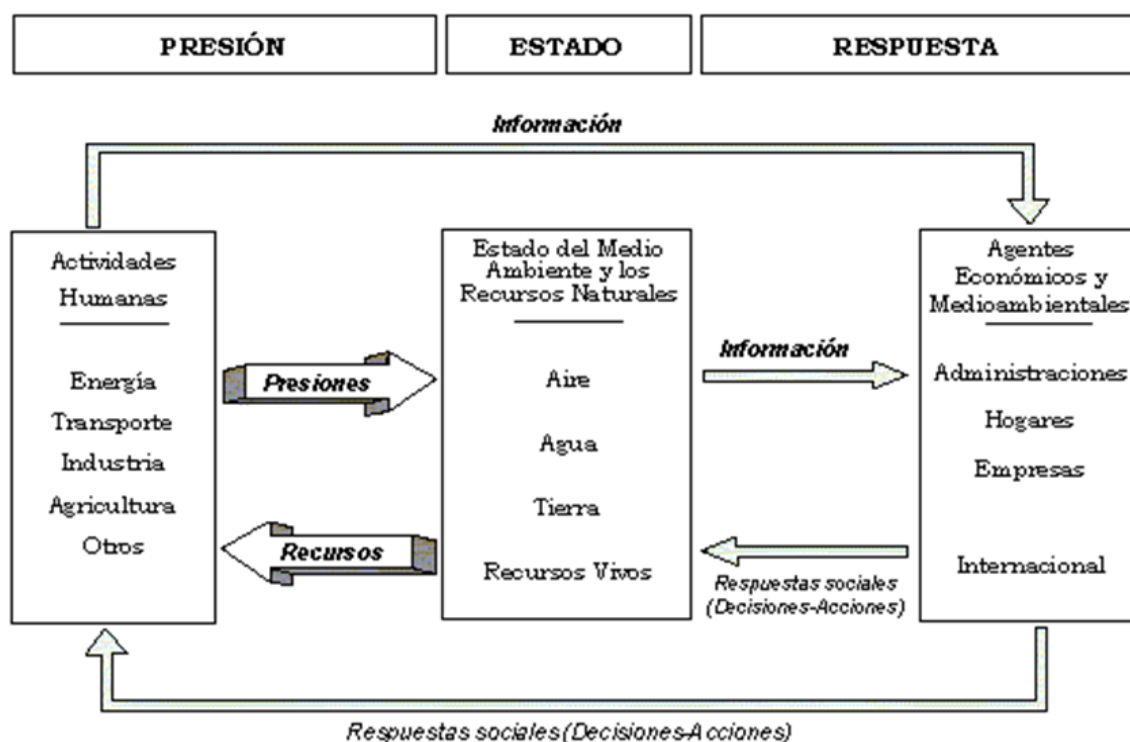 PRESIÓN
ESTADO
RESPUESTA
Información
Actividades
Humanas
Energía
Transporte
Industria
Agricultura
Otros
Presiones
Recursos
Estado del Medio
Ambiente y los
Recursos Naturales
Aire
Agua
Tierra
Recursos Vivos
Información
Respuestas sociales
(Decisiones-Acciones)
Agentes
Económicos y
Medioambientales
Administraciones
Hogares
Empresas
Internacional
Respuestas sociales (Decisiones-Acciones)